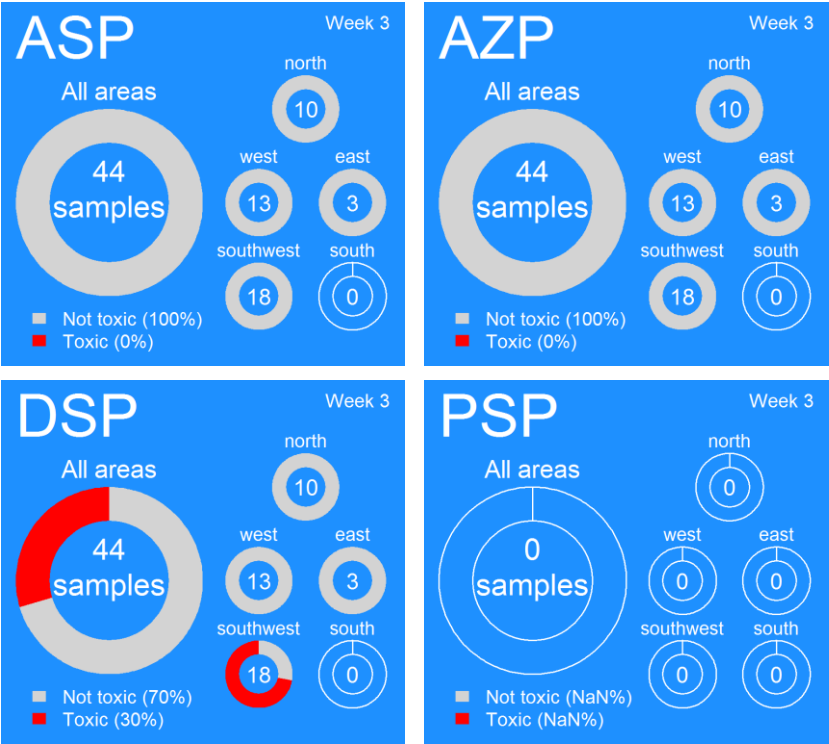 ASP
Week 3
north
All areas
10
west
east
44
samples
13
3
southwest
south
18
0
Not toxic (100%)
Toxic (0%)
AZP
Week 3
north
All areas
10
west
east
44
samples
13
3
southwest
south
18
0
Not toxic (100%)
Toxic (0%)
DSP
Week 3
north
All areas
10
west
east
44
samples
13
3
southwest
south
18
0
Not toxic (70%)
Toxic (30%)
PSP
Week 3
north
All areas
0
west
east
0
samples
0
0
southwest
south
0
0
Not toxic (NaN%)
Toxic (NaN%)